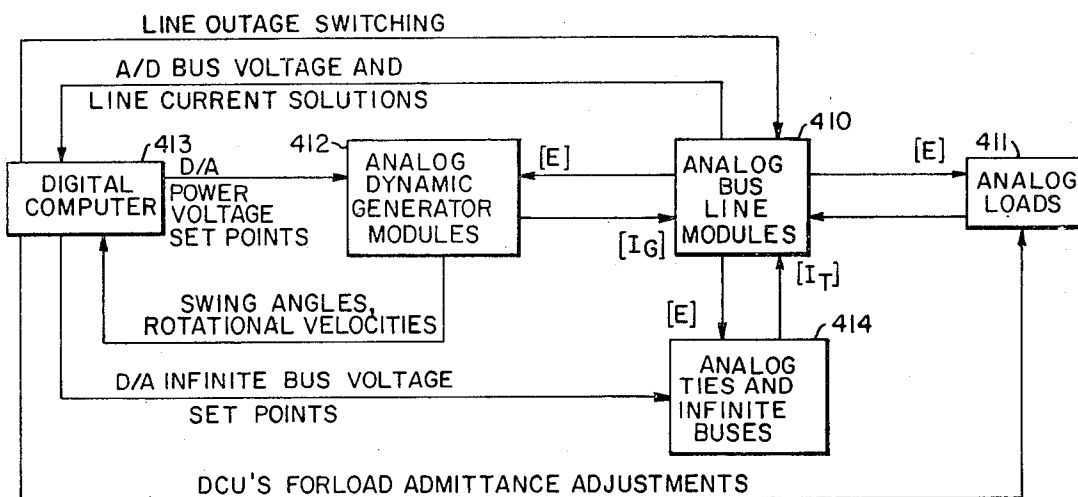 LINE OUTAGE SWITCHING
A/D BUS VOLTAGE AND
LINE CURRENT SOLUTIONS
413
DIGITAL
COMPUTER
D/A
POWER
VOLTAGE
SET POINTS
412
ANALOG
DYNAMIC
GENERATOR
MODULES
[E]
[IG]
410
ANALOG
BUS
LINE
MODULES
[E]
411
ANALOG
LOADS
SWING ANGLES,
ROTATIONAL VELOCITIES
[E]
[IT]
414
ANALOG
TIES AND
INFINITE
BUSES
D/A INFINITE BUS VOLTAGE
SET POINTS
DCU'S FORLOAD ADMITTANCE ADJUSTMENTS